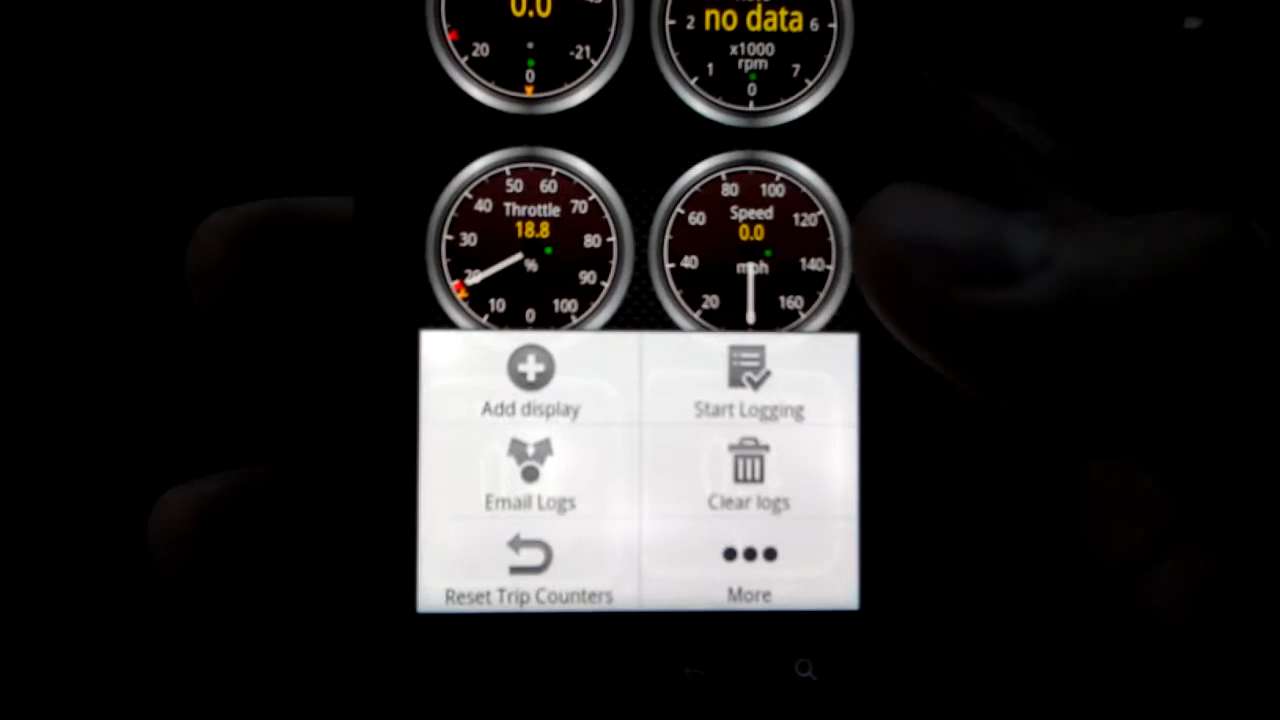 0.0
no data
2 6
20 -21
x1000
rpm
1 7
0
0
50 60
40 Throttle 70
18.8
30 80
%
20 90
10 0 100
80 100
60 Speed 120
0.0
40 mph 140
20 160
Add display
Start Logging
Email Logs
Clear logs
Reset Trip Counters
More